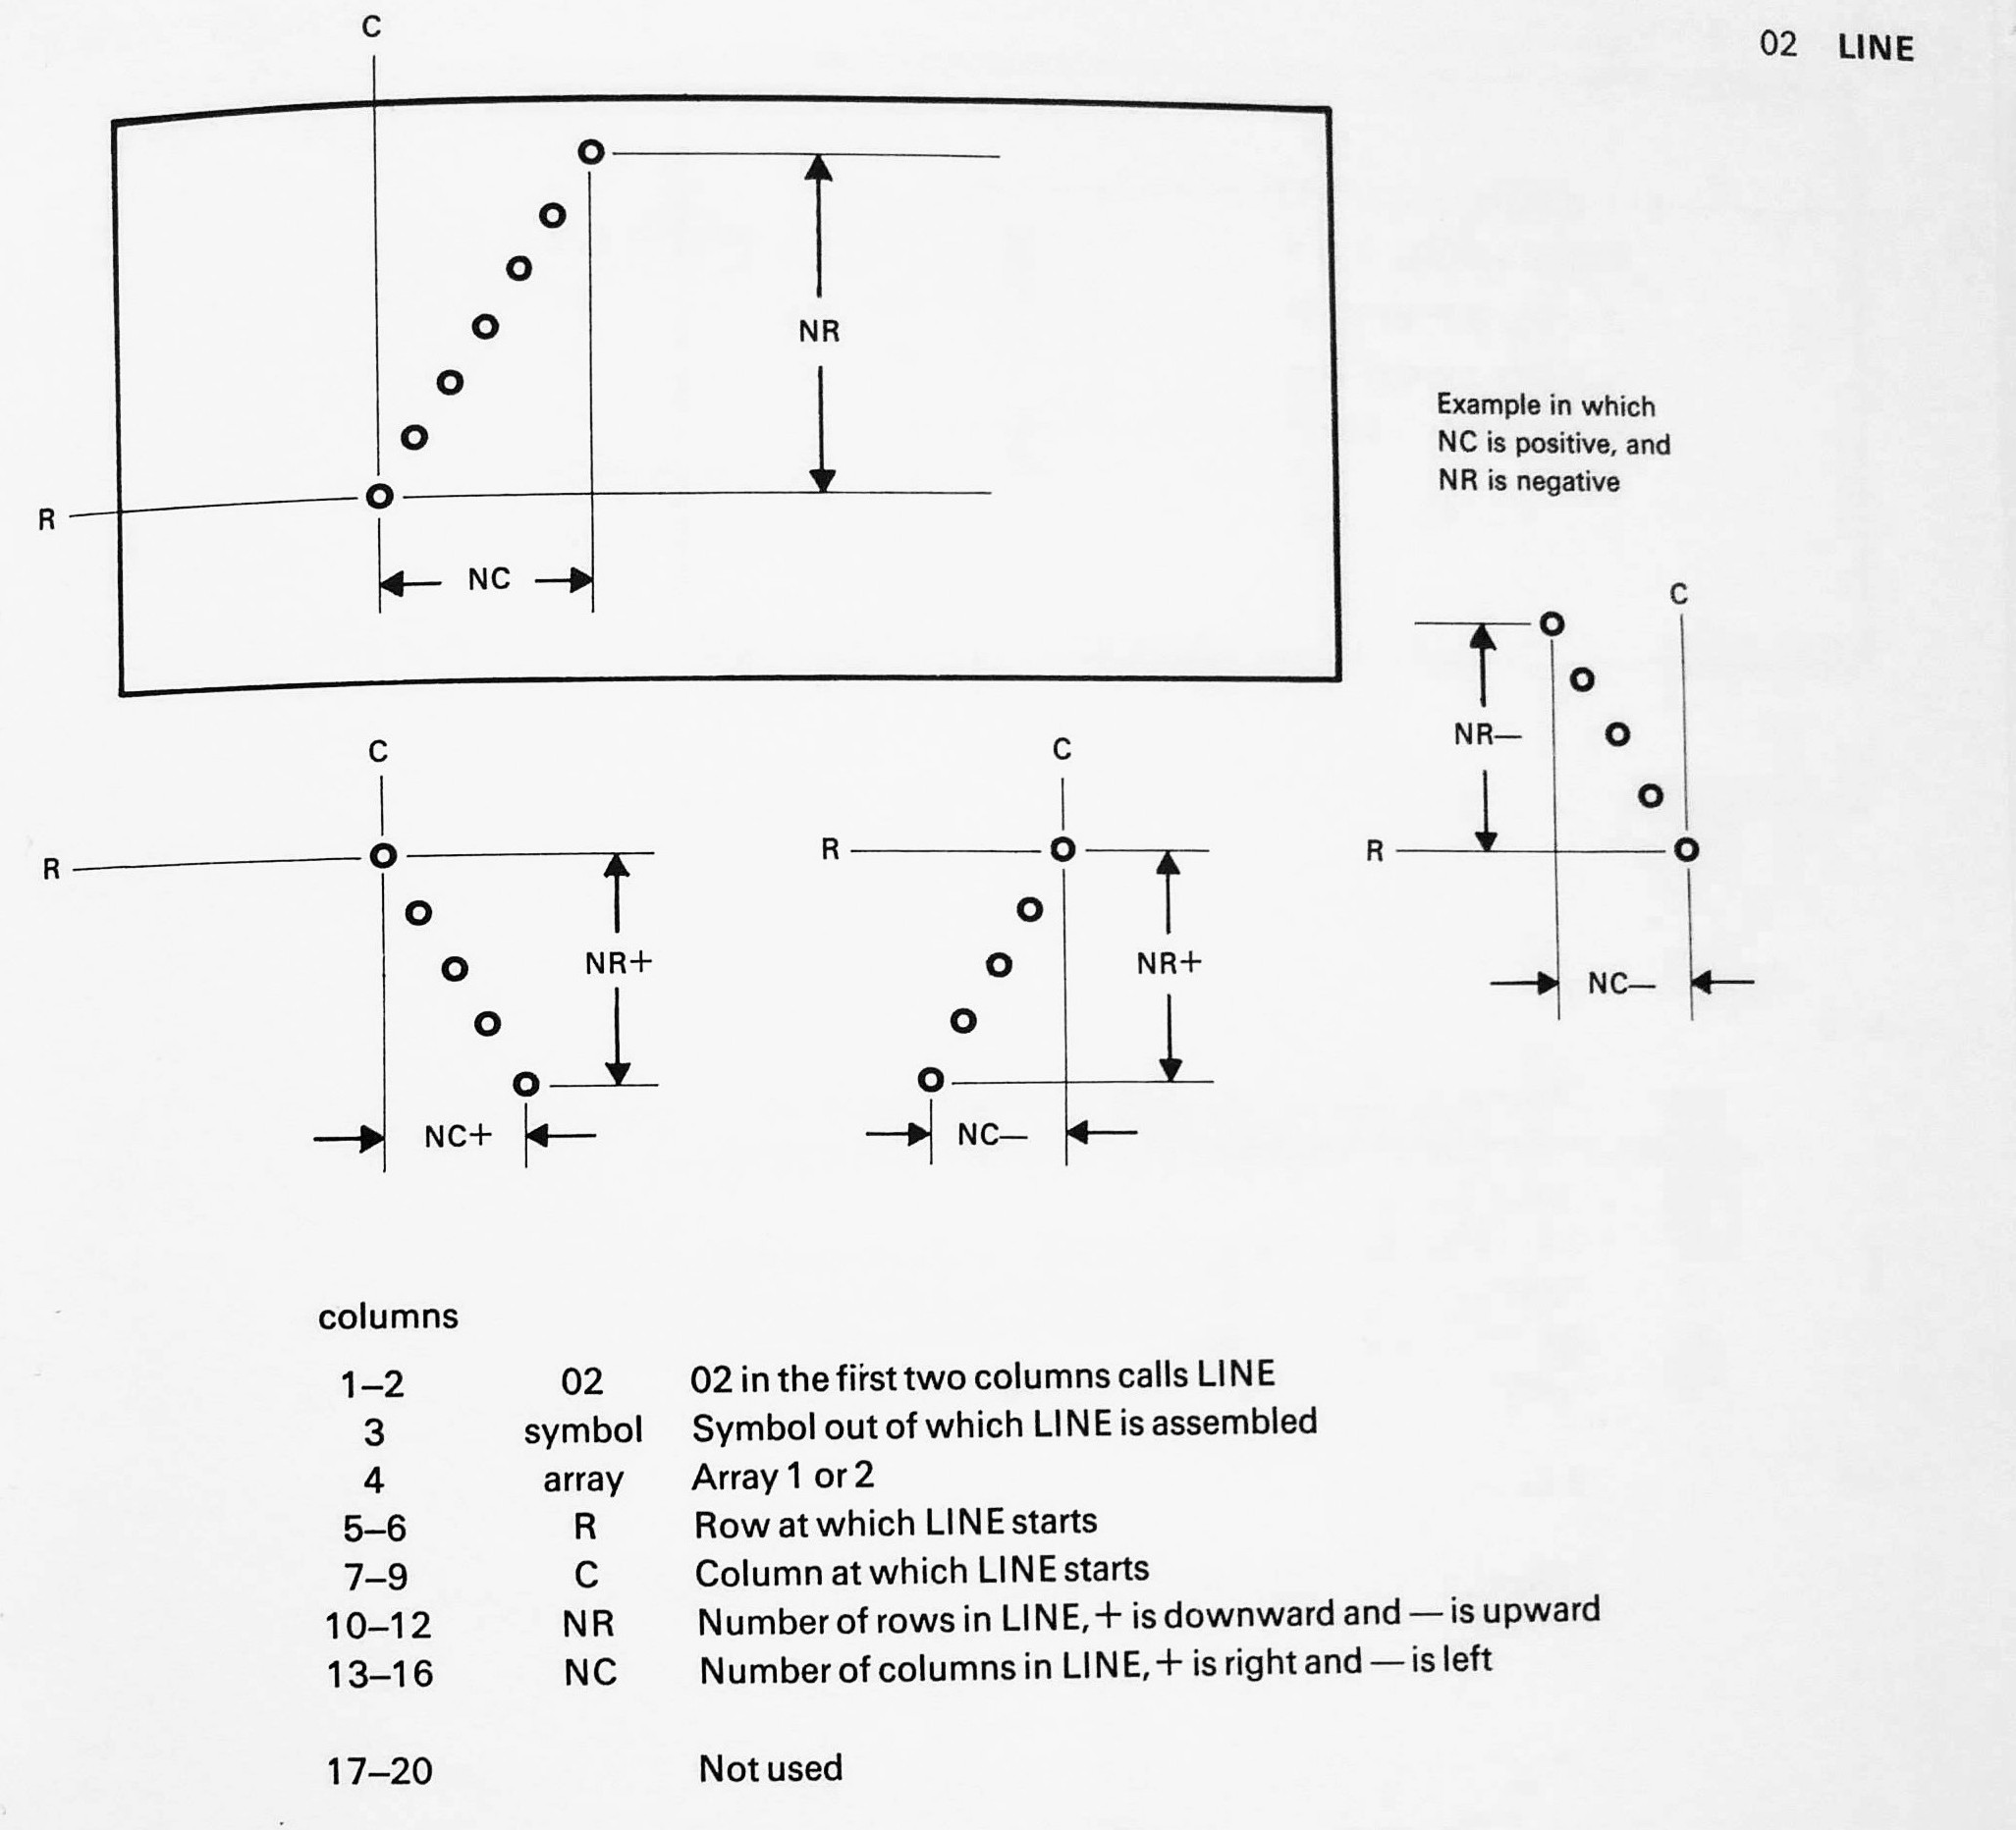 02 LINE
C
NR
R
NC
Example in which
NC is positive, and
NR is negative
C
NR—
R
NC—
C
R
NR+
NC+
C
R
NR+
NC—
columns
1–2 02 02 in the first two columns calls LINE
3 symbol Symbol out of which LINE is assembled
4 array Array 1 or 2
5–6 R Row at which LINE starts
7–9 C Column at which LINE starts
10–12 NR Number of rows in LINE, + is downward and — is upward
13–16 NC Number of columns in LINE, + is right and — is left
17–20 Not used